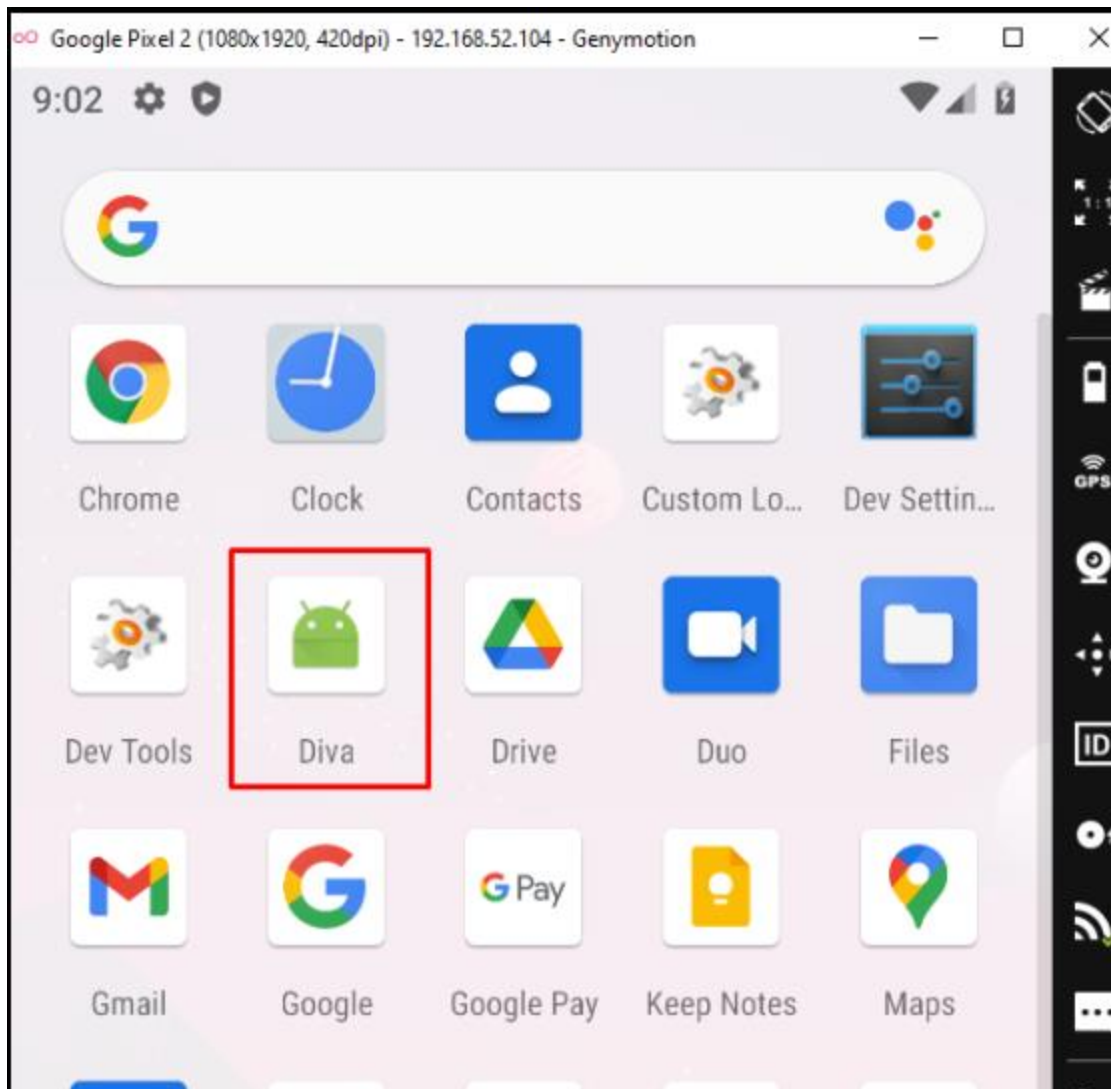 Google Pixel 2 (1080x1920, 420dpi) - 192.168.52.104 - Genymotion
9:02
Chrome
Clock
Contacts
Custom Lo...
Dev Settin...
Dev Tools
Diva
Drive
Duo
Files
G Pay
Gmail
Google
Google Pay
Keep Notes
Maps
GPS
ID